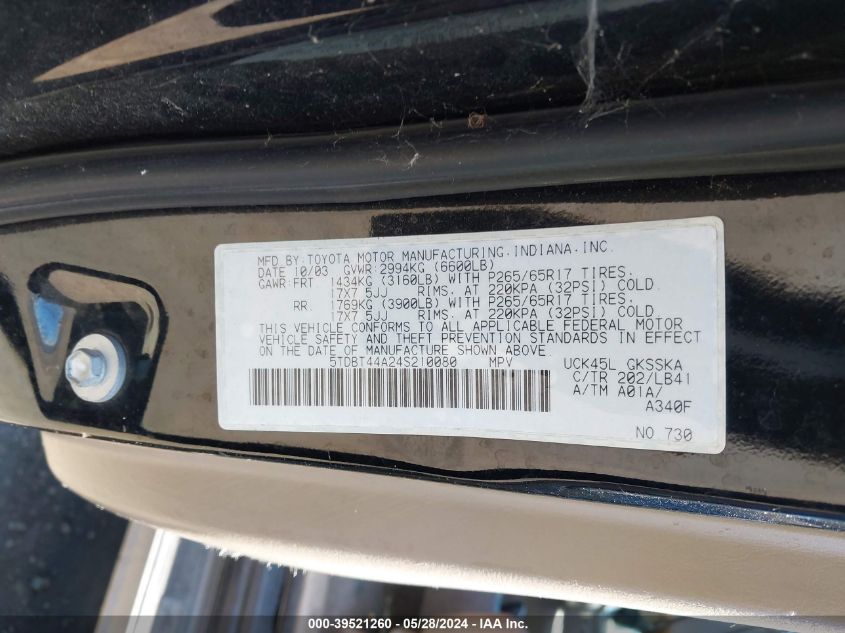 MFD.BY:TOYOTA MOTOR MANUFACTURING.INDIANA.INC.
DATE 10/03 GVWR:2994KG (6600LB)
GAWR:FRT 1434KG (3160LB) WITH P265/65R17 TIRES.
17X7.5JJ RIMS. AT 220KPA (32PSI) COLD
RR 1769KG (3900LB) WITH P265/65R17 TIRES.
17X7.5JJ RIMS. AT 220KPA (32PSI) COLD
THIS VEHICLE CONFORMS TO ALL APPLICABLE FEDERAL MOTOR
VEHICLE SAFETY AND THEFT PREVENTION STANDARDS IN EFFECT
ON THE DATE OF MANUFACTURE SHOWN ABOVE
5TDBT44A24S210080 MPV
UCK45L GKSSKA
C/TR 202/LB41
A/TM A01A/
A340F
NO 730
000-39521260 - 05/28/2024 - IMPACT AUTO AUCTIONS LTD.